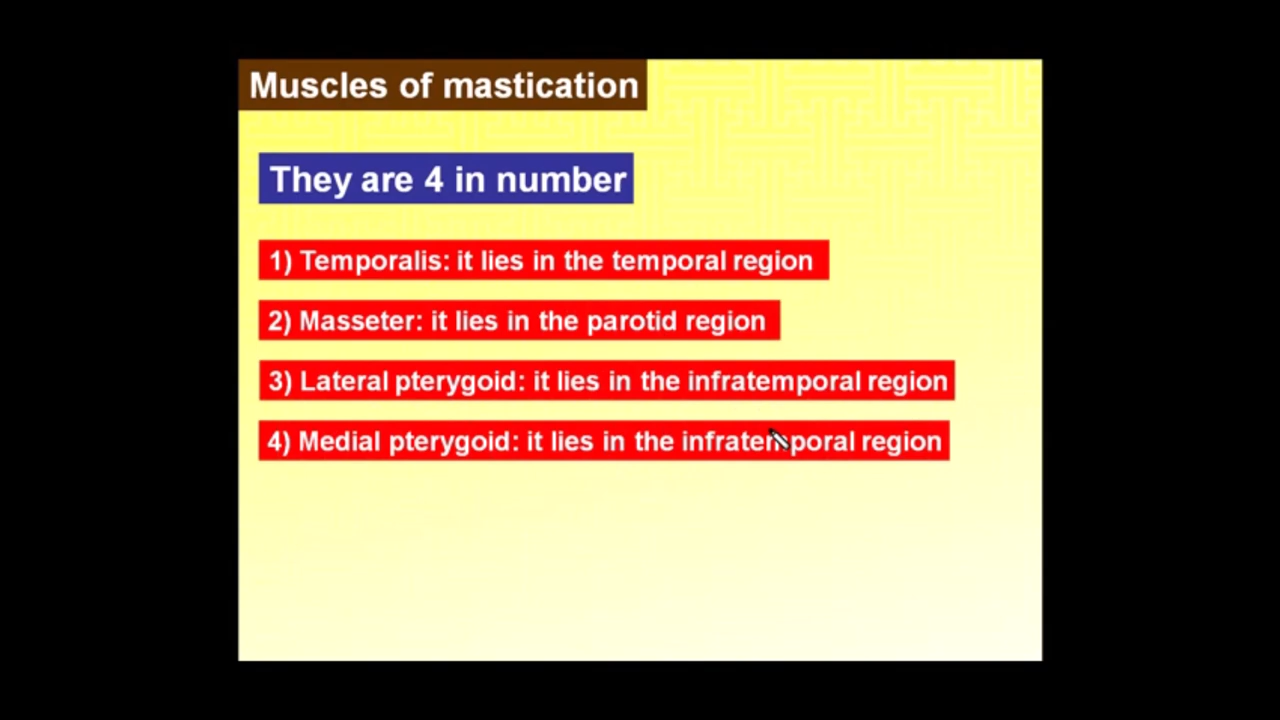 Muscles of mastication
They are 4 in number
1) Temporalis: it lies in the temporal region
2) Masseter: it lies in the parotid region
3) Lateral pterygoid: it lies in the infratemporal region
4) Medial pterygoid: it lies in the infratemporal region